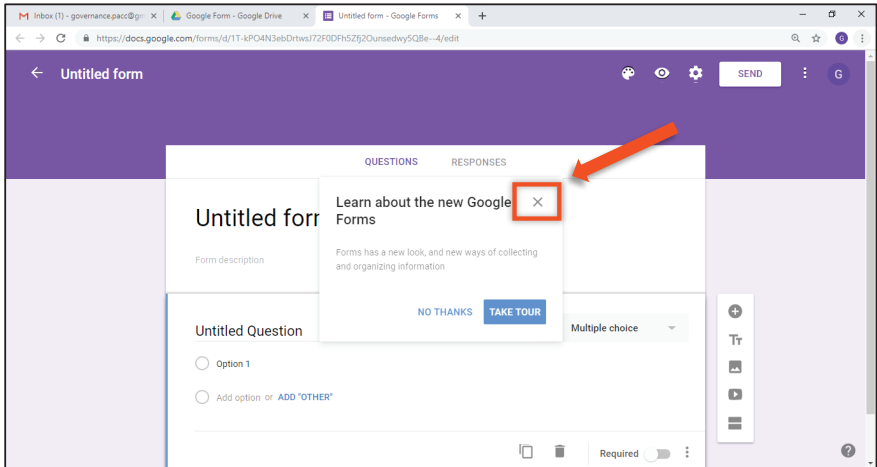 Inbox (1) - governance.pacc@gm
Google Form - Google Drive
Untitled form - Google Forms
https://docs.google.com/forms/d/1T-kPO4N3ebDrtwsJ72F0DFh5Zfj2Ounsedwy5QBe--4/edit
G
Untitled form
SEND
G
QUESTIONS
RESPONSES
Learn about the new Google
Forms
Untitled for
Forms has a new look, and new ways of collecting
Form description
and organizing information
NO THANKS
TAKE TOUR
Untitled Question
Multiple choice
Tт
Option 1
Add option or ADD "OTHER"
Required